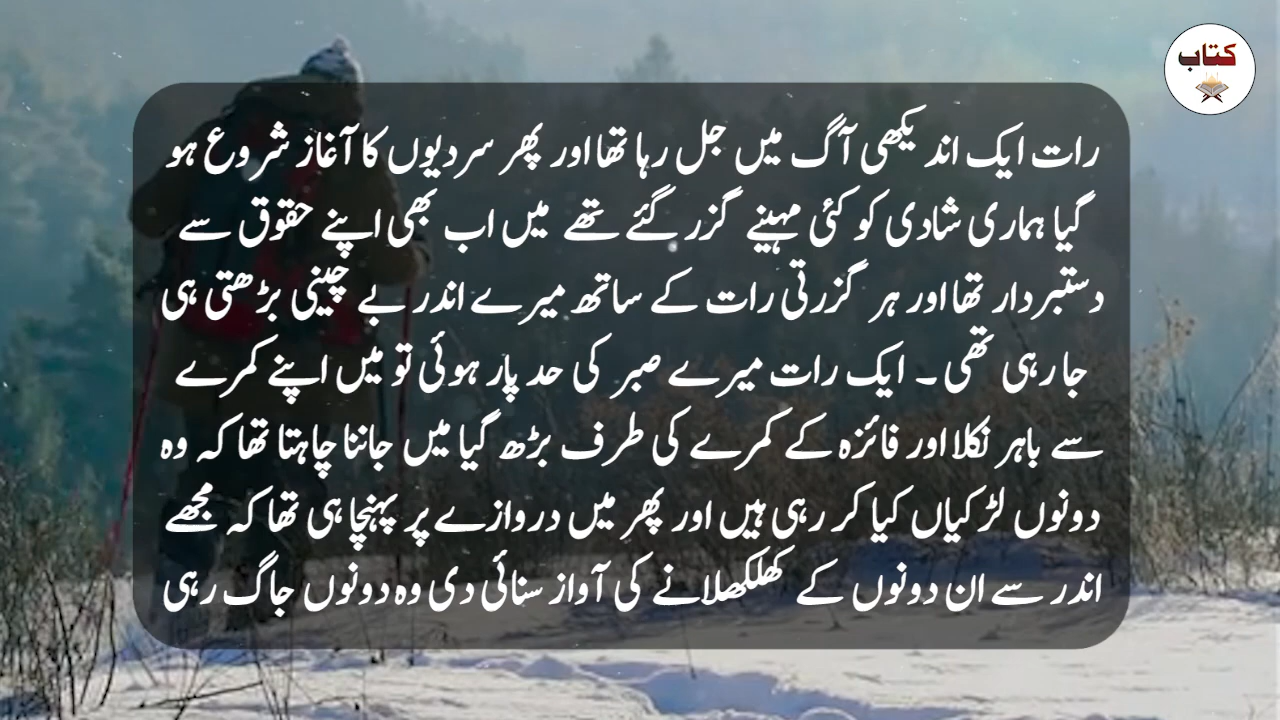 کتاب
رات ایک اندیکھی آگ میں جل رہا تھا اور پھر سردیوں کا آغاز شروع ہو
گیا ہماری شادی کو کئی مہینے گزر گئے تھے میں اب بھی اپنے حقوق سے
دستبردار تھا اور ہر گزرتی رات کے ساتھ میرے اندر بے چینی بڑھتی ہی
جا رہی تھی ۔ ایک رات میرے صبر کی حد پار ہوئی تو میں اپنے کمرے
سے باہر نکلا اور فائزہ کے کمرے کی طرف بڑھ گیا میں جاننا چاہتا تھا کہ وہ
دونوں لڑکیاں کیا کر رہی ہیں اور پھر میں دروازے پر پہنچا ہی تھا کہ مجھے
اندر سے ان دونوں کے کھلکھلانے کی آواز سنائی دی وہ دونوں جاگ رہی